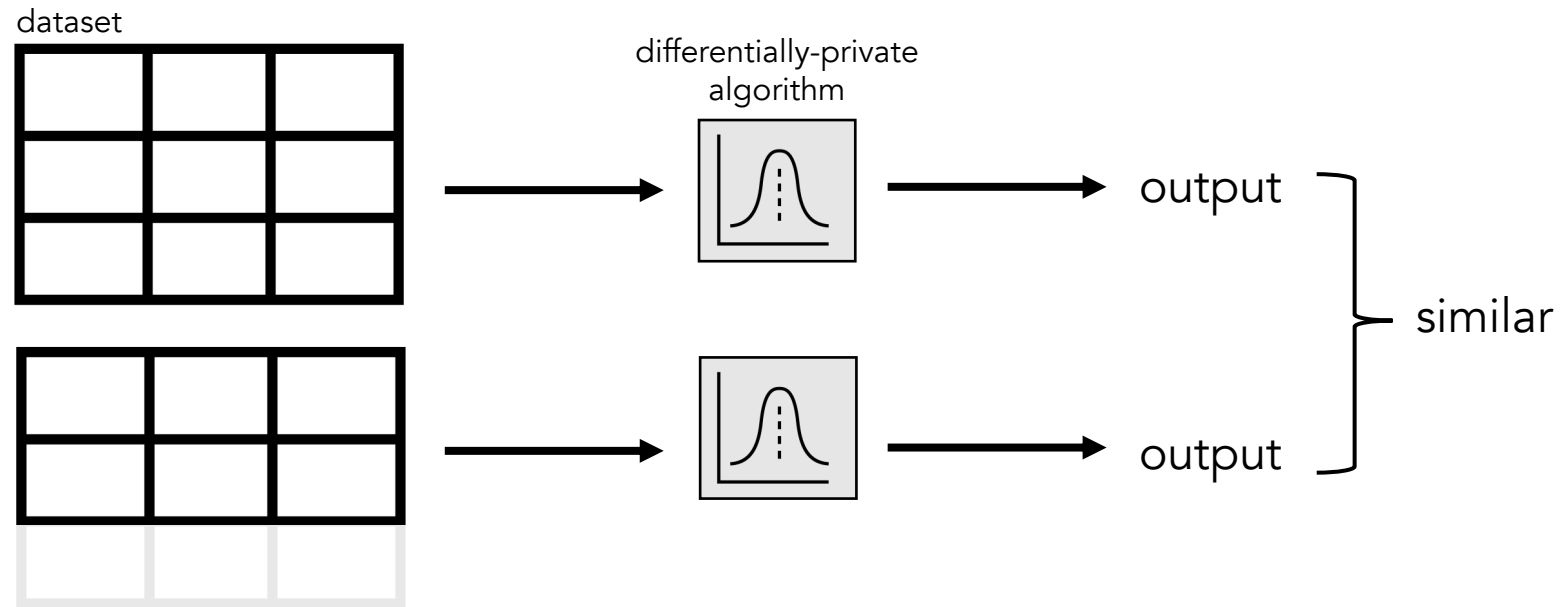 dataset
differentially-private
algorithm
output
output
similar